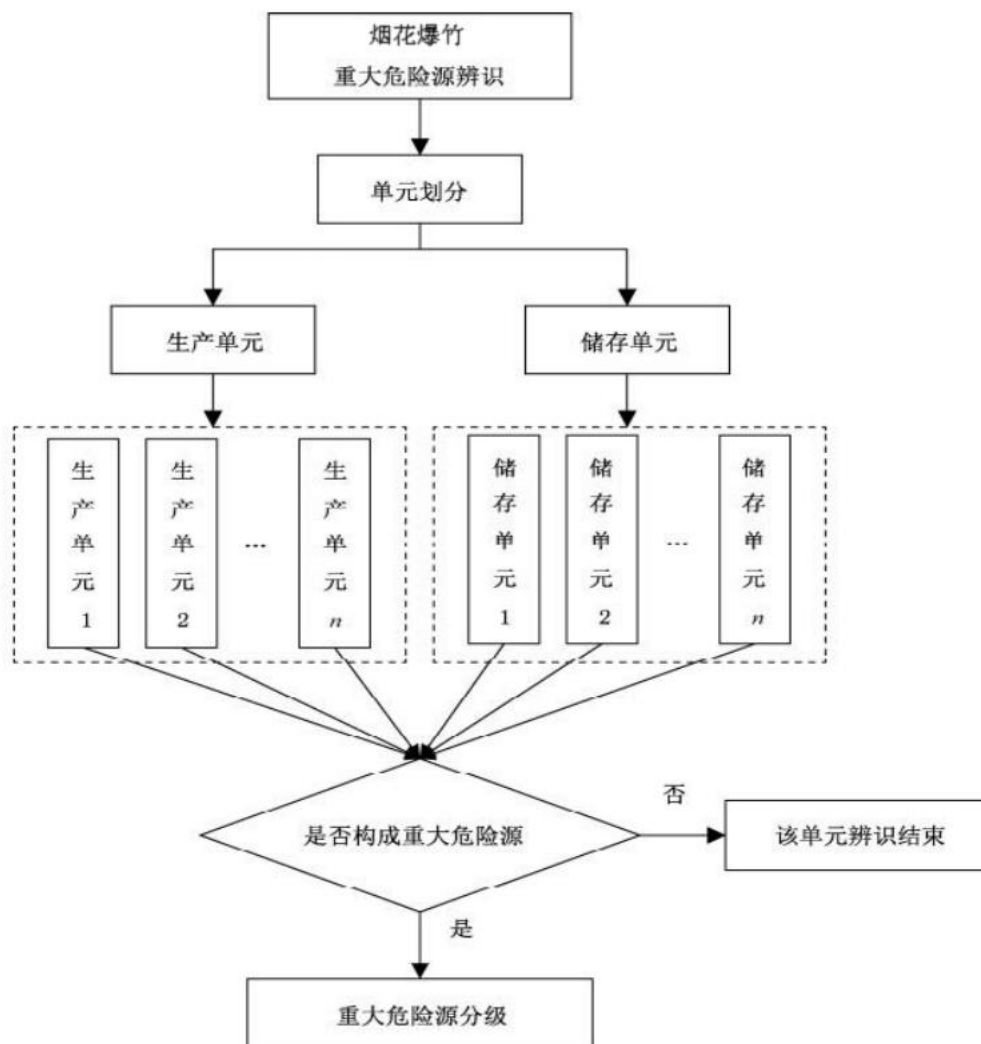 烟花爆竹
重大危险源辨识
单元划分
生产单元
储存单元
生产单元1
生产单元2
…
生产单元n
储存单元1
储存单元2
…
储存单元n
是否构成重大危险源
否
该单元辨识结束
是
重大危险源分级